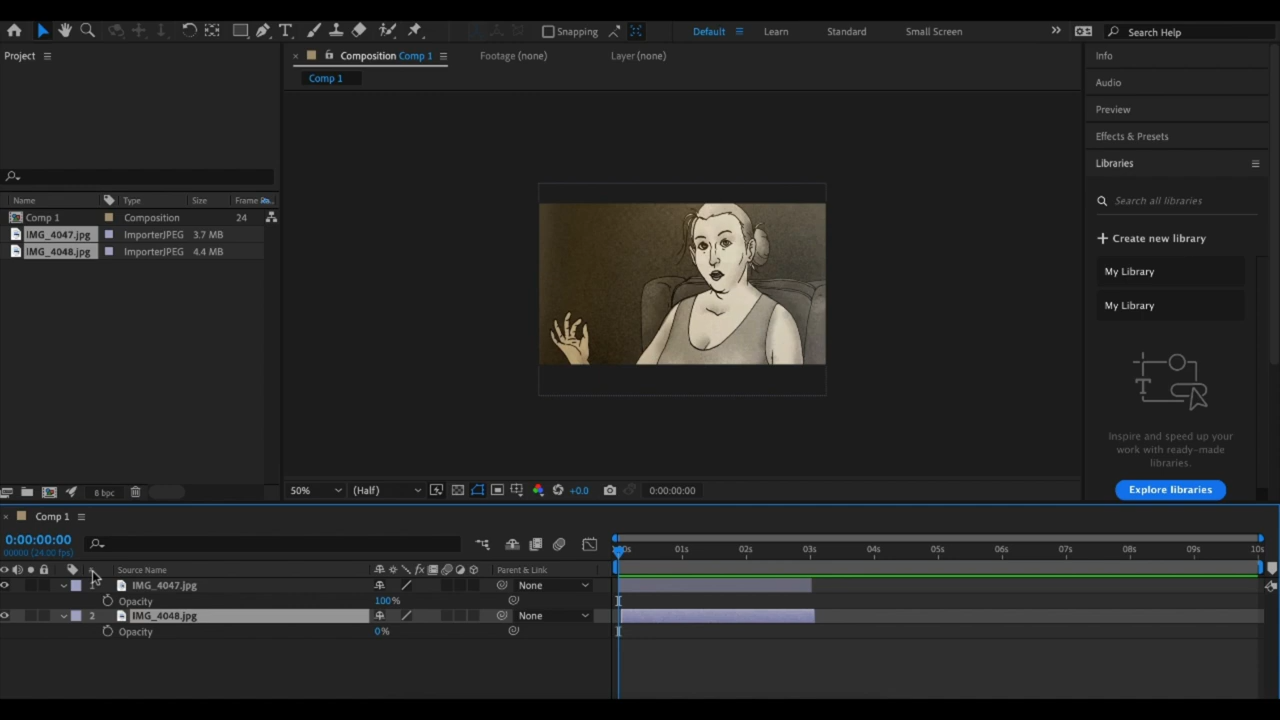 Snapping
Default
Learn
Standard
Small Screen
Search Help
Project
Composition Comp 1
Footage (none)
Layer (none)
Info
Comp 1
Audio
Preview
Effects & Presets
Libraries
Name Type Size Frame Ra..
Search all libraries
Comp 1 Composition 24
IMG_4047.jpg ImporterJPEG 3.7 MB
IMG_4048.jpg ImporterJPEG 4.4 MB
Create new library
My Library
My Library
Inspire and speed up your
work with ready-made
libraries.
Explore libraries
8 bpc
50% (Half) +0.0 0:00:00:00
Comp 1
0:00:00:00
00000 (24.00 fps)
01s 02s 03s 04s 05s 06s 07s 08s 09s 10s
Source Name
fx
Parent & Link
1 IMG_4047.jpg None
Opacity 100%
2 IMG_4048.jpg None
Opacity 0%